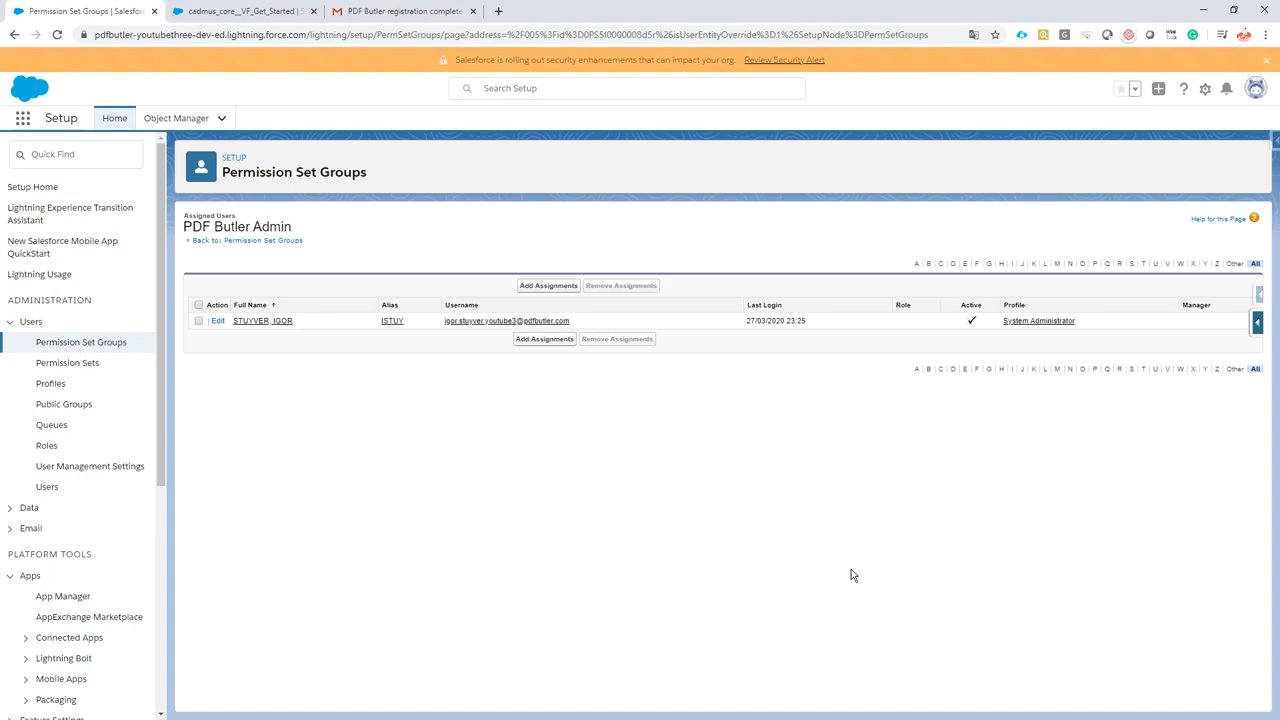 Permission Set Groups | Salesfor
cadmus_core__VF_Get_Started | S
PDF Butler registration complete
pdfbutler-youtubethree-dev-ed.lightning.force.com/lightning/setup/PermSetGroups/page?address=%2F005%3Fid%3D0PS5I0000008d5r%26isUserEntityOverride%3D1%26SetupNode%3DPermSetGroups
Salesforce is rolling out security enhancements that can impact your org. Review Security Alert
Search Setup
Setup
Home
Object Manager
Quick Find
Setup Home
Lightning Experience Transition
Assistant
New Salesforce Mobile App
QuickStart
Lightning Usage
ADMINISTRATION
Users
Permission Set Groups
Permission Sets
Profiles
Public Groups
Queues
Roles
User Management Settings
Users
Data
Email
PLATFORM TOOLS
Apps
App Manager
AppExchange Marketplace
Connected Apps
Lightning Bolt
Mobile Apps
Packaging
Feature Settings
SETUP
Permission Set Groups
Assigned Users
PDF Butler Admin
« Back to: Permission Set Groups
Help for this Page
A | B | C | D | E | F | G | H | I | J | K | L | M | N | O | P | Q | R | S | T | U | V | W | X | Y | Z | Other | All
Add Assignments Remove Assignments
Action Full Name ↑ Alias Username Last Login Role Active Profile Manager
| Edit STUYVER, IGOR ISTUY igor.stuyver.youtube3@pdfbutler.com 27/03/2020 23:25 System Administrator
Add Assignments Remove Assignments
A | B | C | D | E | F | G | H | I | J | K | L | M | N | O | P | Q | R | S | T | U | V | W | X | Y | Z | Other | All